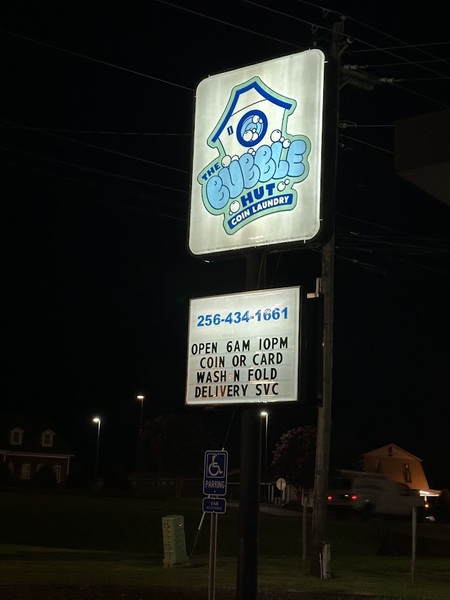 THE
BUBBLE
HUT
COIN LAUNDRY
256-434-1661
OPEN 6AM 10PM
COIN OR CARD
WASH N FOLD
DELIVERY SVC
PARKING